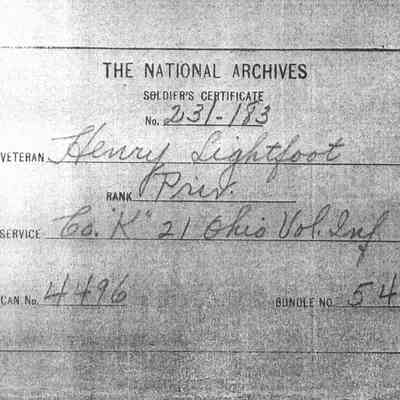 THE NATIONAL ARCHIVES
SOLDIER'S CERTIFICATE
No. 231-183
VETERAN Henry Lightfoot
RANK Priv.
SERVICE Co. "K" 21 Ohio Vol. Inf
CAN No. 4496 BUNDLE NO. 54